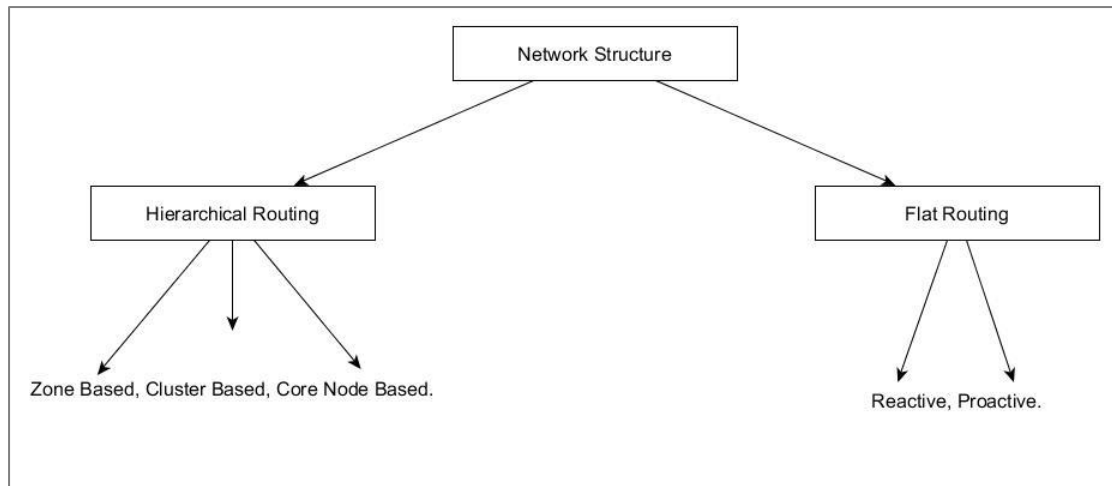 Network Structure
Hierarchical Routing
Flat Routing
Zone Based, Cluster Based, Core Node Based.
Reactive, Proactive.